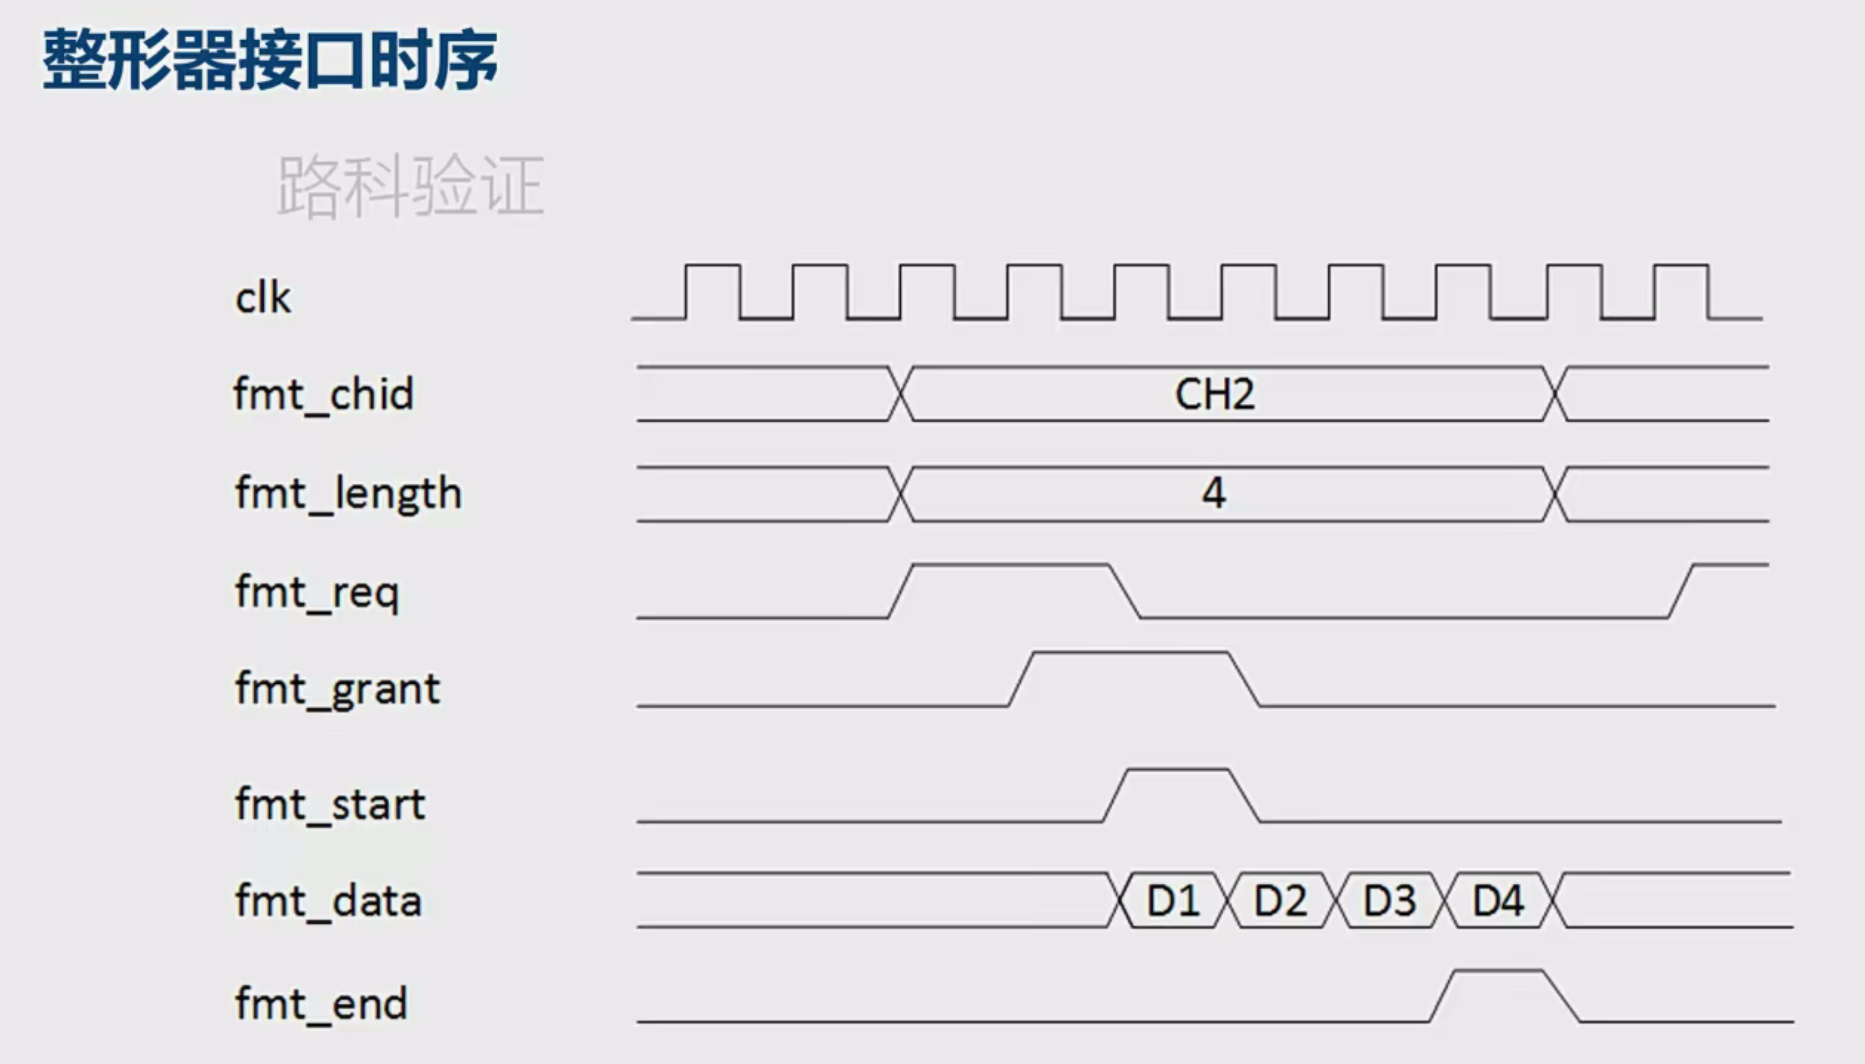 整形器接口时序
路科验证
clk
fmt_chid CH2
fmt_length 4
fmt_req
fmt_grant
fmt_start
fmt_data D1 D2 D3 D4
fmt_end